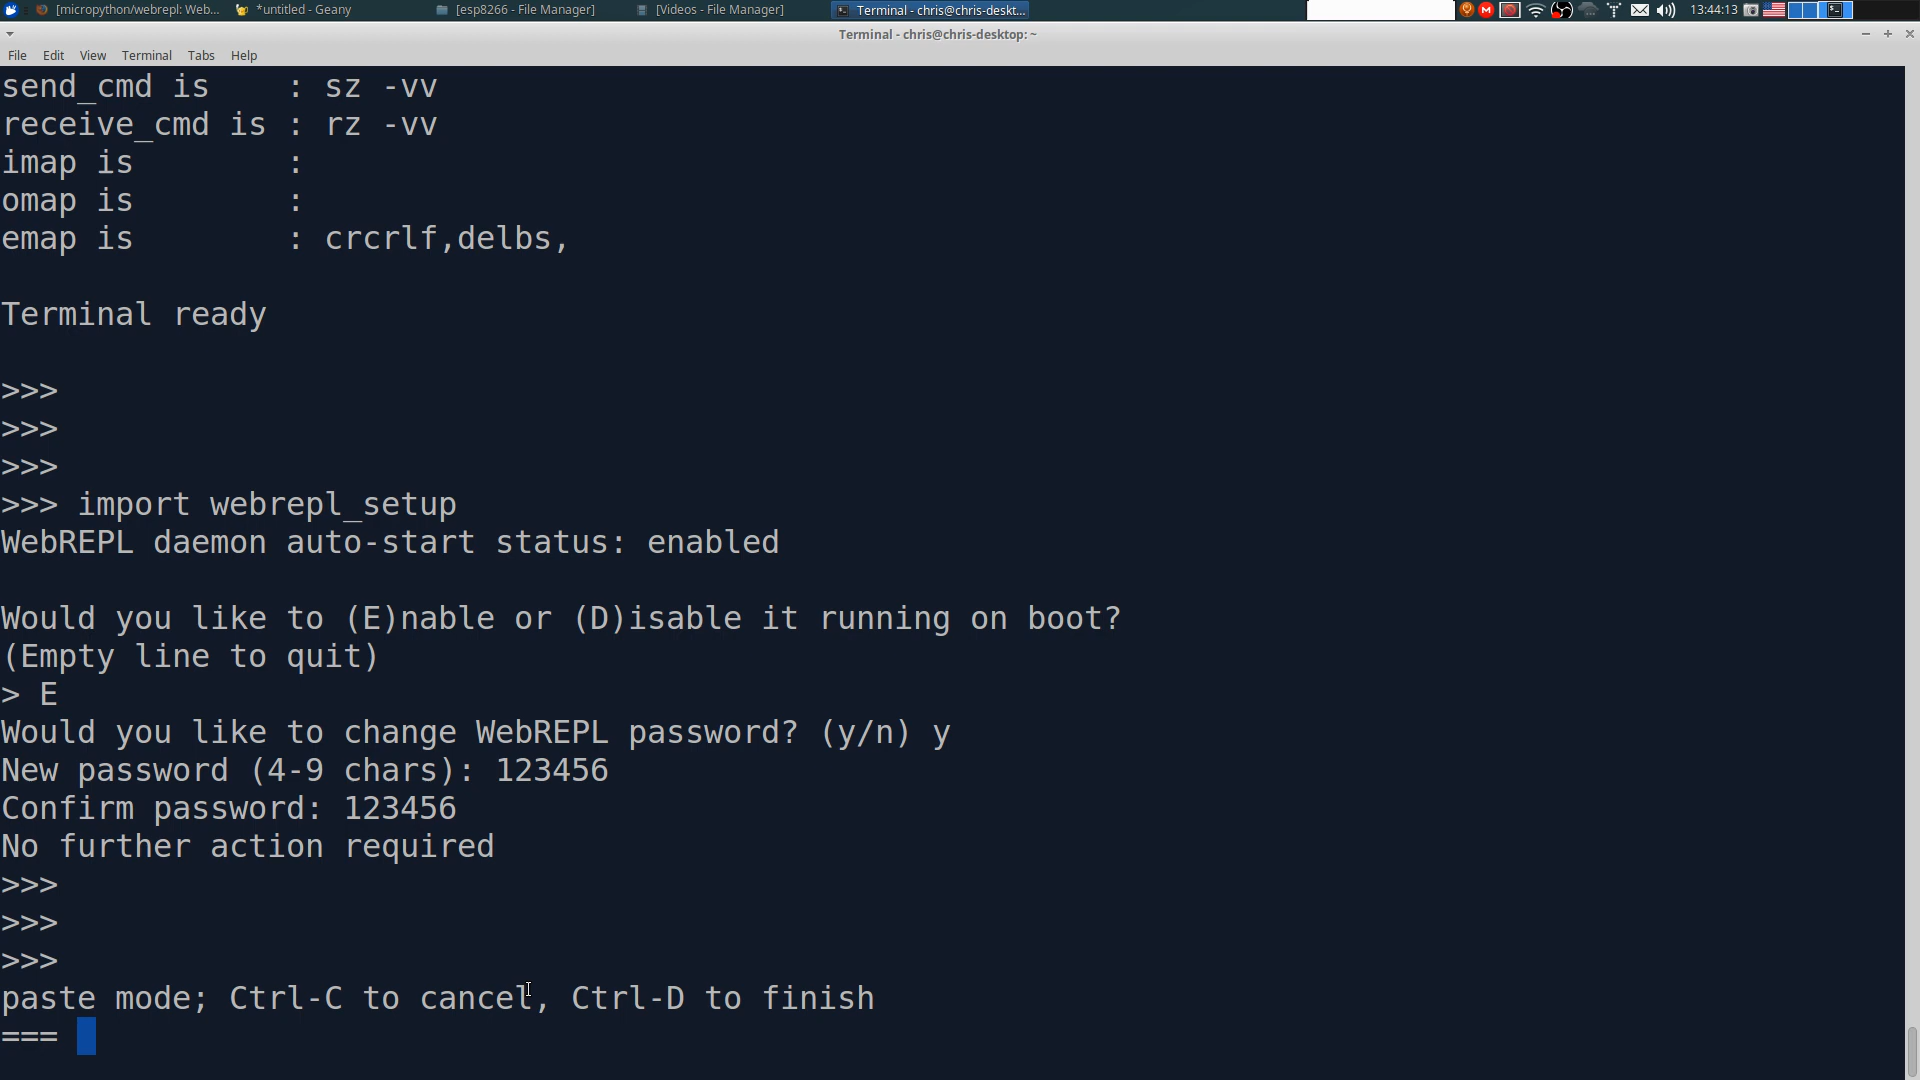 [micropython/webrepl: Web...
*untitled - Geany
[esp8266 - File Manager]
[Videos - File Manager]
Terminal - chris@chris-deskt...
13:44:13
Terminal - chris@chris-desktop: ~
File Edit View Terminal Tabs Help
send_cmd is    : sz -vv
receive_cmd is : rz -vv
imap is        :
omap is        :
emap is        : crcrlf,delbs,
Terminal ready
>>>
>>>
>>>
>>> import webrepl_setup
WebREPL daemon auto-start status: enabled
Would you like to (E)nable or (D)isable it running on boot?
(Empty line to quit)
> E
Would you like to change WebREPL password? (y/n) y
New password (4-9 chars): 123456
Confirm password: 123456
No further action required
>>>
>>>
>>>
paste mode; Ctrl-C to cancel, Ctrl-D to finish
===